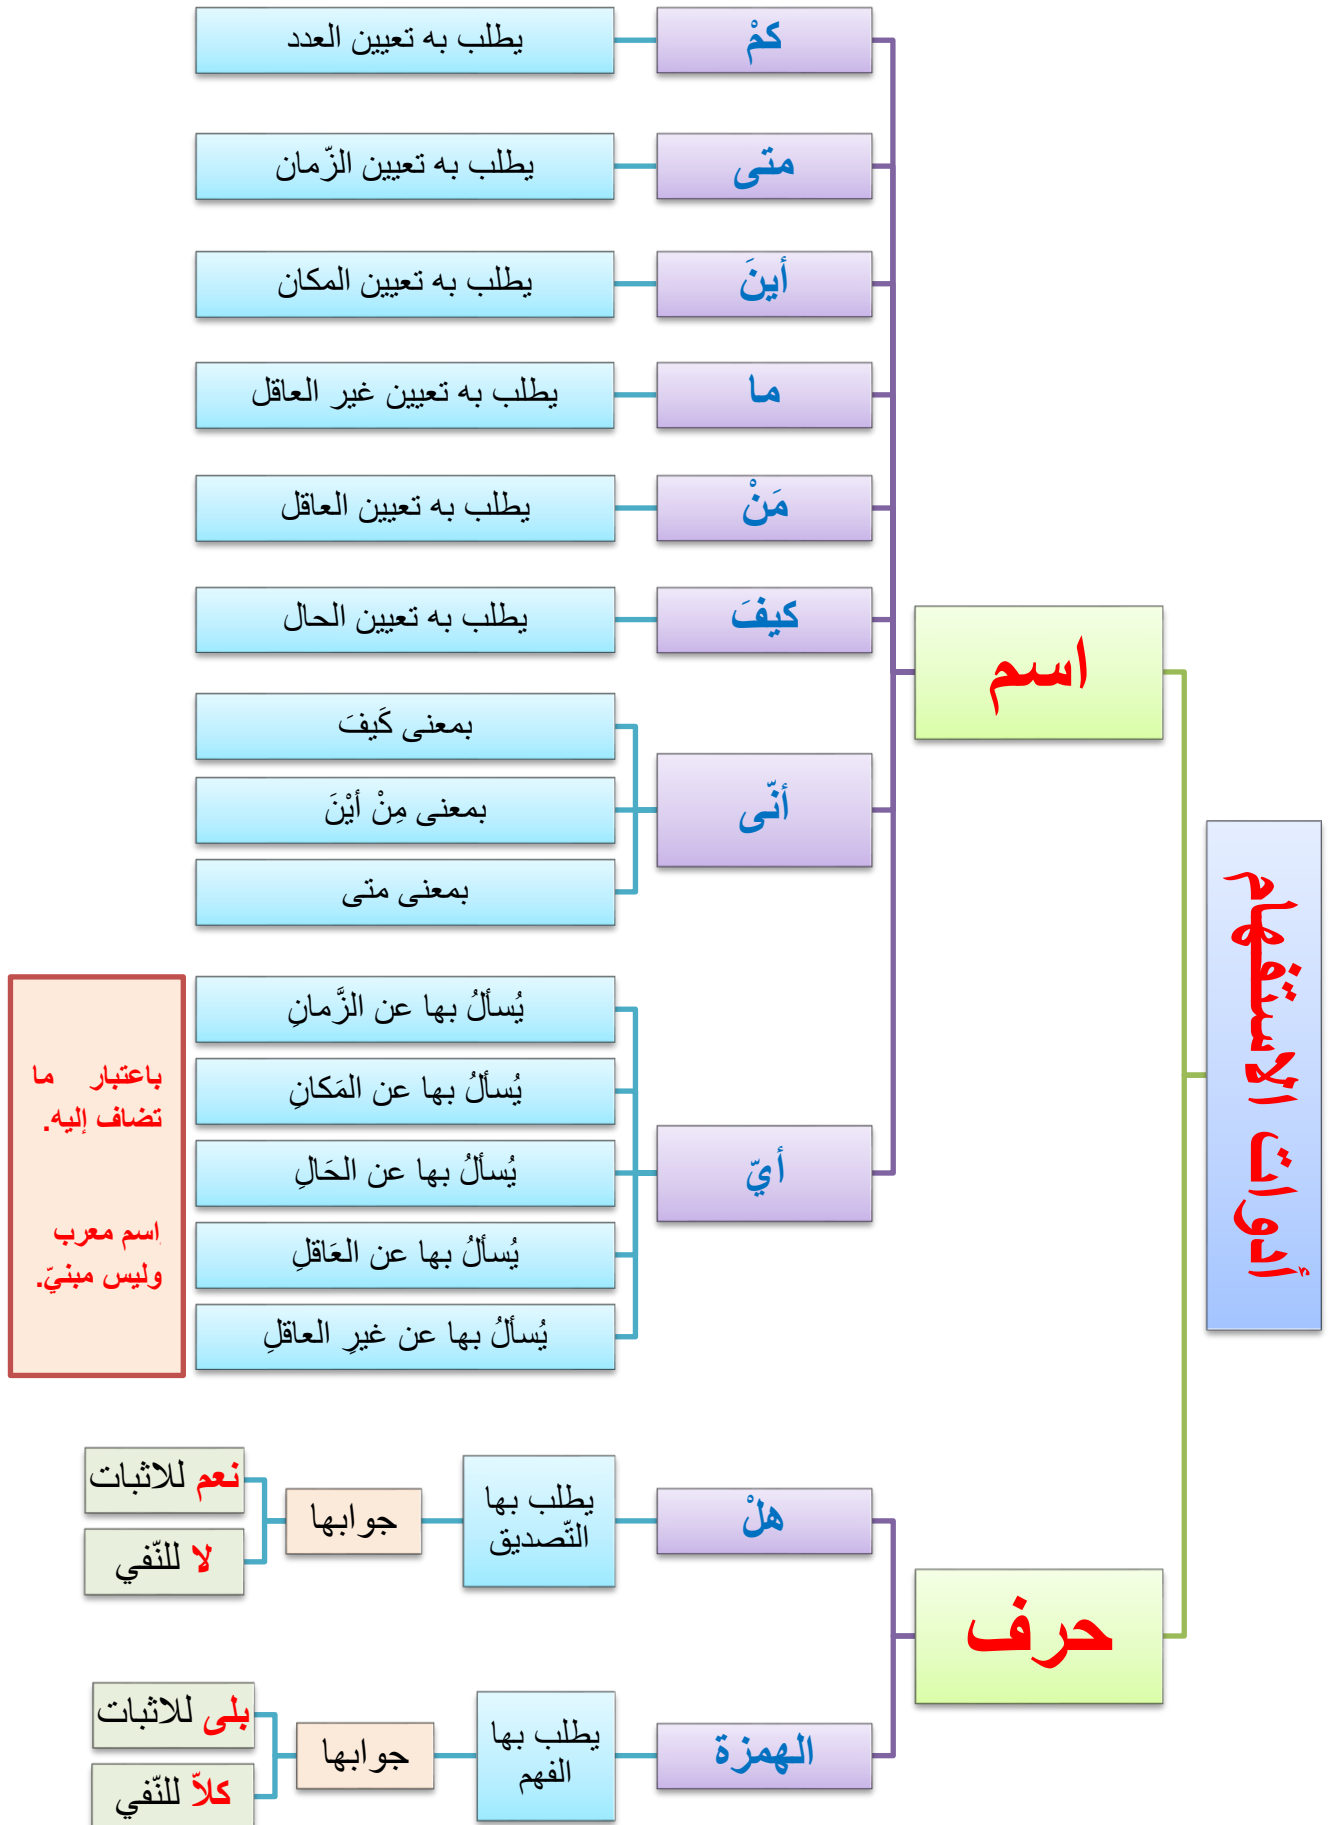 أدوات الاستفهام
اسم
كمْ
يطلب به تعيين العدد
متى
يطلب به تعيين الزّمان
أينَ
يطلب به تعيين المكان
ما
يطلب به تعيين غير العاقل
مَنْ
يطلب به تعيين العاقل
كيفَ
يطلب به تعيين الحال
أنّى
بمعنى كَيفَ
بمعنى مِنْ أيْنَ
بمعنى متى
أيّ
يُسألُ بها عن الزَّمانِ
يُسألُ بها عن المَكانِ
يُسألُ بها عن الحَالِ
يُسألُ بها عن العَاقلِ
يُسألُ بها عن غيرِ العاقلِ
باعتبار ما
تضاف إليه.
إسم معرب
وليس مبنيّ.
حرف
هلْ
يطلب بها
التّصديق
جوابها
نعم للاثبات
لا للنّفي
الهمزة
يطلب بها
الفهم
جوابها
بلى للاثبات
كلاّ للنّفي